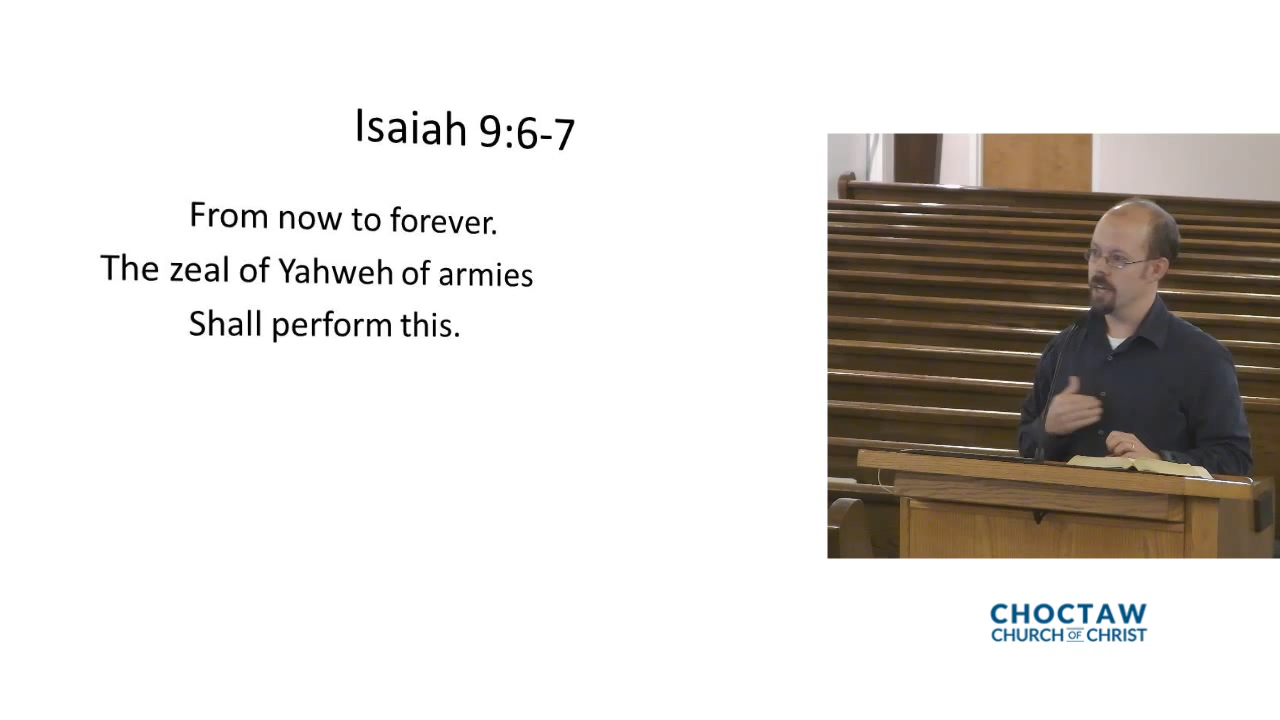 Isaiah 9:6-7
From now to forever.
The zeal of Yahweh of armies
Shall perform this.
CHOCTAW
CHURCH OF CHRIST